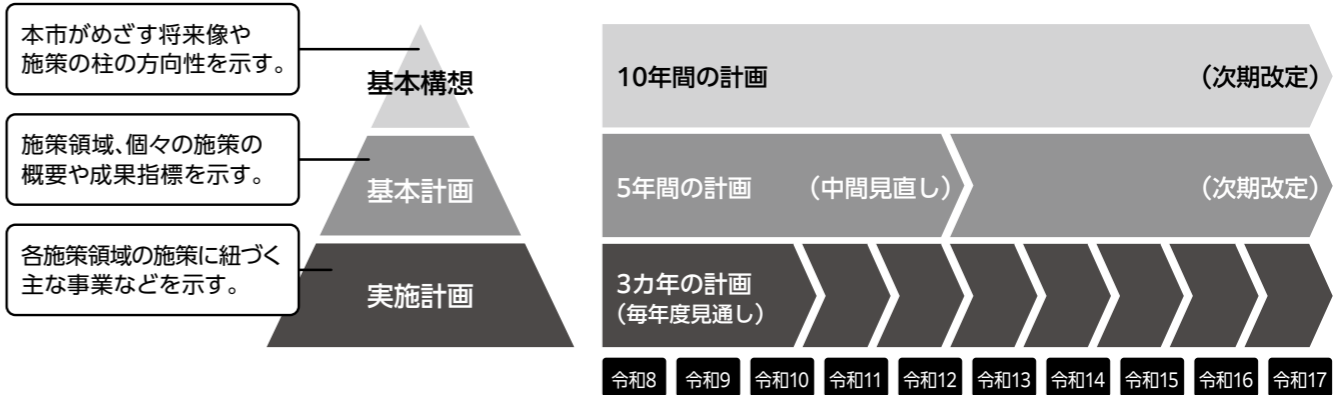 本市がめざす将来像や
施策の柱の方向性を示す。
基本構想
10年間の計画
（次期改定）
施策領域、個々の施策の
概要や成果指標を示す。
基本計画
5年間の計画
（中間見直し）
（次期改定）
各施策領域の施策に紐づく
主な事業などを示す。
実施計画
3カ年の計画
（毎年度見通し）
令和8 令和9 令和10 令和11 令和12 令和13 令和14 令和15 令和16 令和17